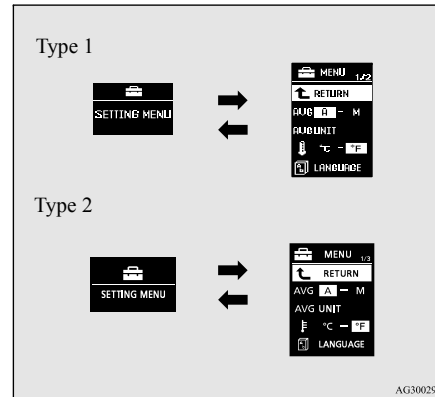 Type 1
SETTING MENU
MENU 1/2
RETURN
AVG A - M
AVG UNIT
°C - °F
LANGUAGE
Type 2
SETTING MENU
MENU 1/3
RETURN
AVG A - M
AVG UNIT
°C - °F
LANGUAGE
AG30029